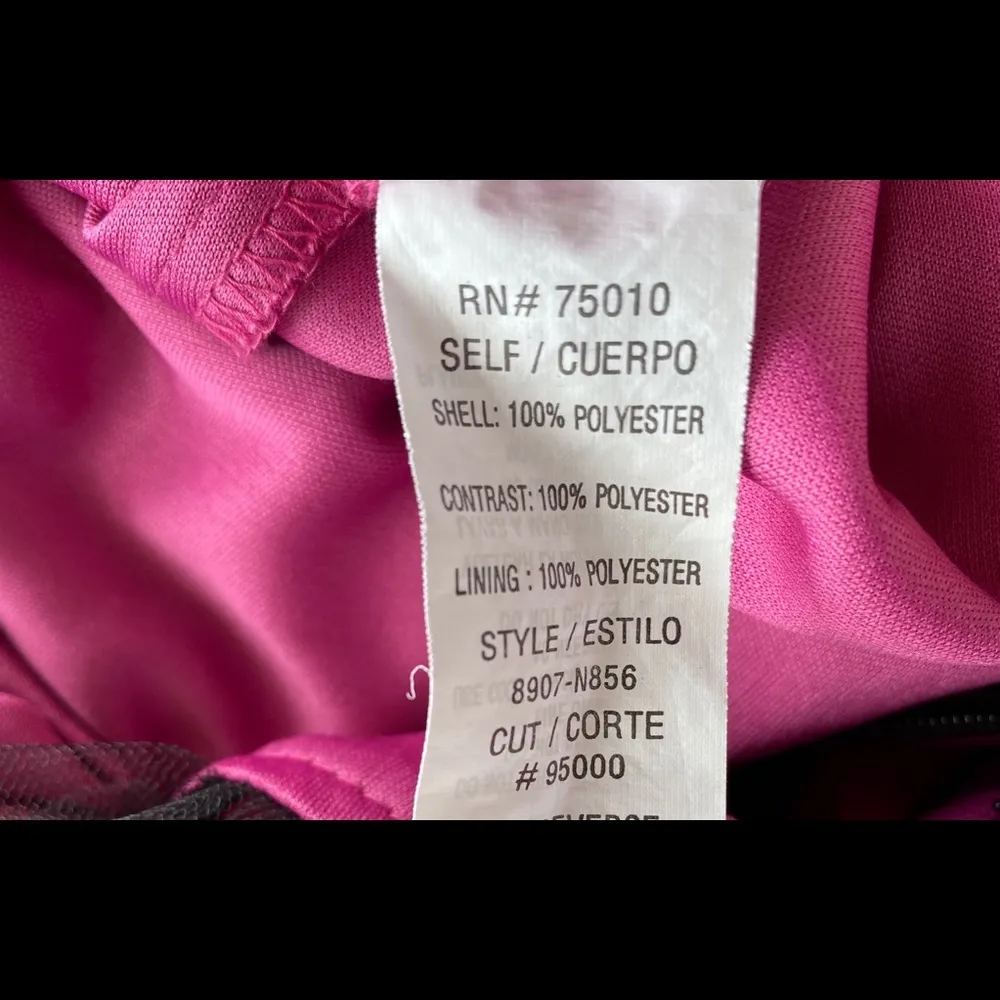 RN# 75010
SELF / CUERPO
SHELL: 100% POLYESTER
CONTRAST: 100% POLYESTER
LINING : 100% POLYESTER
STYLE / ESTILO
8907-N856
CUT / CORTE
# 95000